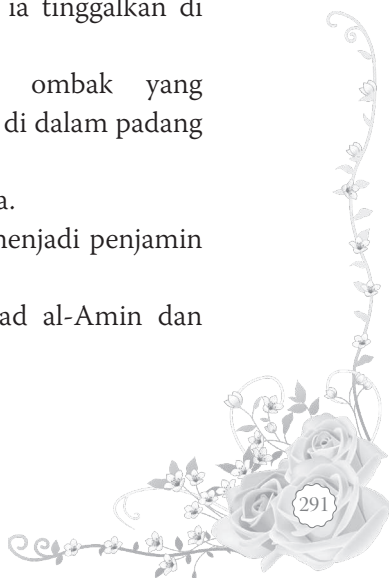 ia tinggalkan di
ombak yang
di dalam padang
a.
menjadi penjamin
ad al-Amin dan
291